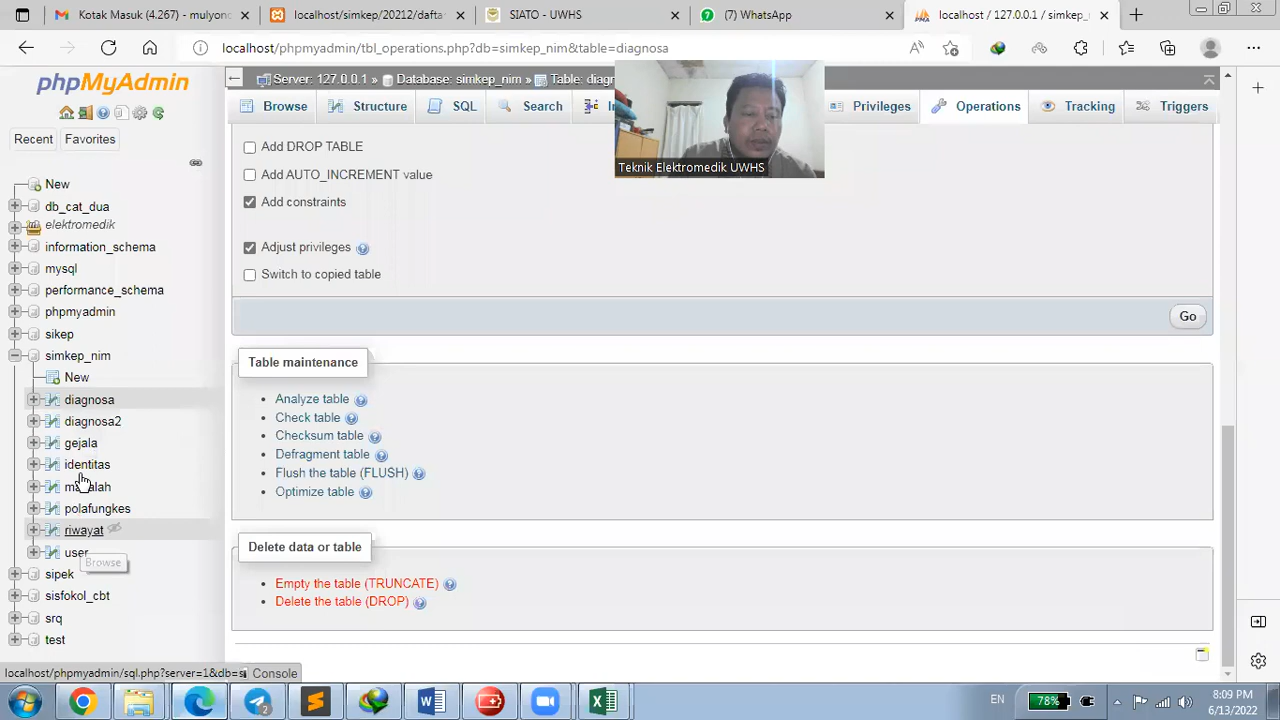 Kotak Masuk (4.267) - mulyono
localhost/simkep/20212/dafta
SIATO - UWHS
(7) WhatsApp
localhost / 127.0.0.1 / simkep_
localhost/phpmyadmin/tbl_operations.php?db=simkep_nim&table=diagnosa
phpMyAdmin
Server: 127.0.0.1 » Database: simkep_nim » Table: diagn
Browse
Structure
SQL
Search
In
Privileges
Operations
Tracking
Triggers
Recent
Favorites
Teknik Elektromedik UWHS
New
db_cat_dua
elektromedik
information_schema
mysql
performance_schema
phpmyadmin
sikep
simkep_nim
New
diagnosa
diagnosa2
gejala
identitas
polafungkes
riwayat
user
Browse
sipek
sisfokol_cbt
srq
test
Add DROP TABLE
Add AUTO_INCREMENT value
Add constraints
Adjust privileges
Switch to copied table
Go
Table maintenance
Analyze table
Check table
Checksum table
Defragment table
Flush the table (FLUSH)
Optimize table
Delete data or table
Empty the table (TRUNCATE)
Delete the table (DROP)
localhost/phpmyadmin/sql.php?server=1&db=s
Console
EN
78%
8:09 PM
6/13/2022